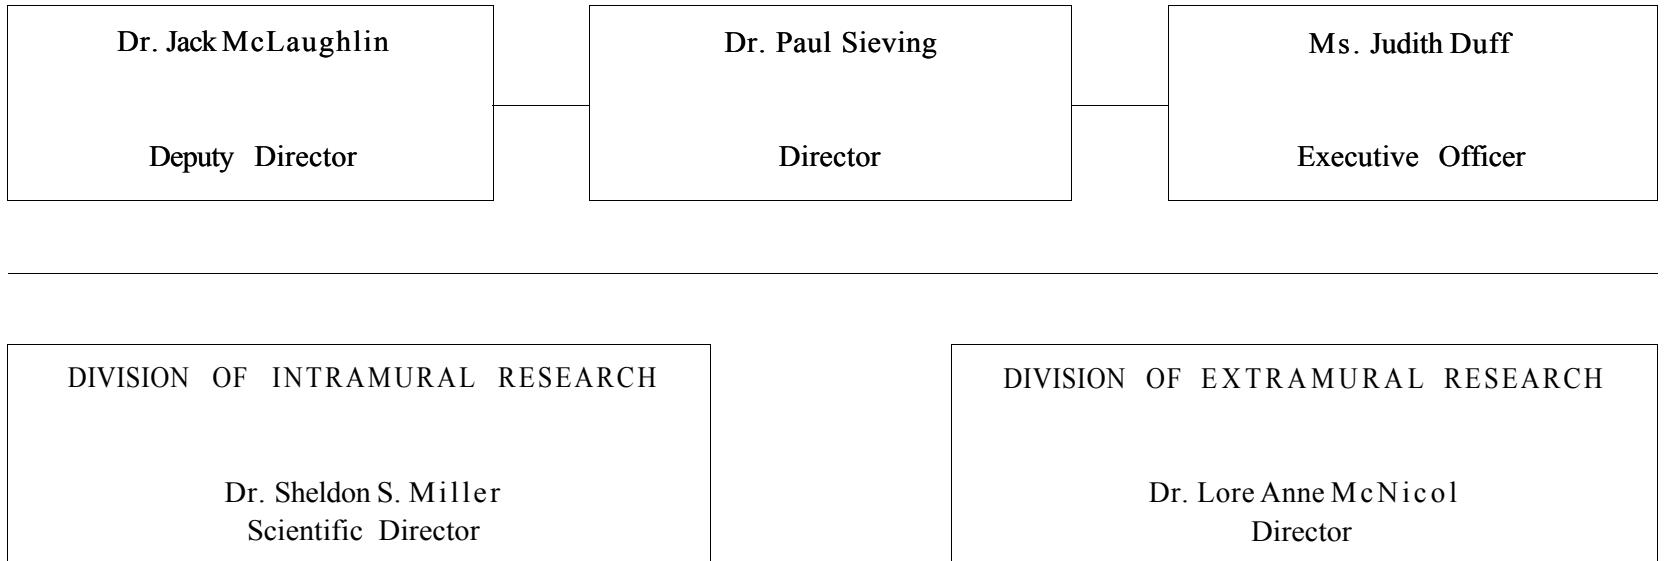 Dr. Jack McLaughlin
Deputy Director
Dr. Paul Sieving
Director
Ms. Judith Duff
Executive Officer
DIVISION OF INTRAMURAL RESEARCH
Dr. Sheldon S. Miller
Scientific Director
DIVISION OF EXTRAMURAL RESEARCH
Dr. Lore Anne McNicol
Director